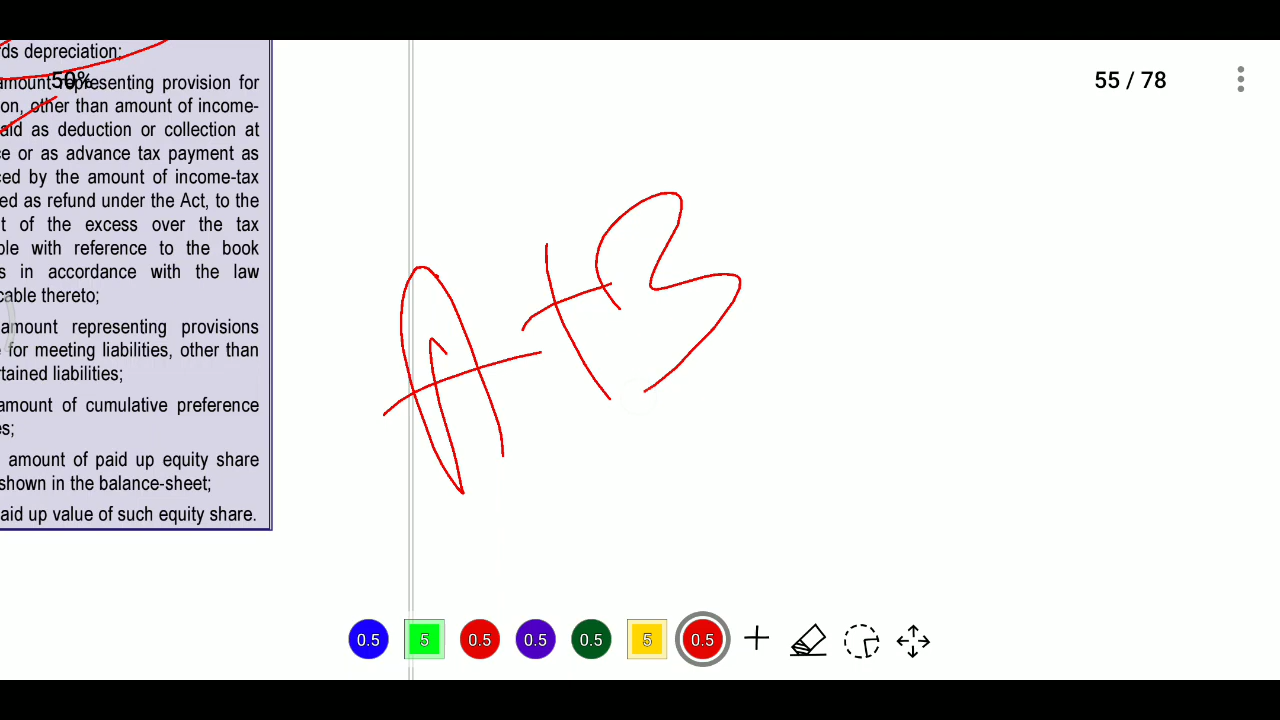 rds depreciation;
50%
55 / 78
amount representing provision for
on, other than amount of income-
aid as deduction or collection at
ce or as advance tax payment as
ced by the amount of income-tax
ed as refund under the Act, to the
t of the excess over the tax
ble with reference to the book
s in accordance with the law
cable thereto;
amount representing provisions
e for meeting liabilities, other than
rtained liabilities;
amount of cumulative preference
es;
amount of paid up equity share
shown in the balance-sheet;
aid up value of such equity share.
A+B
0.5 5 0.5 0.5 0.5 5 0.5